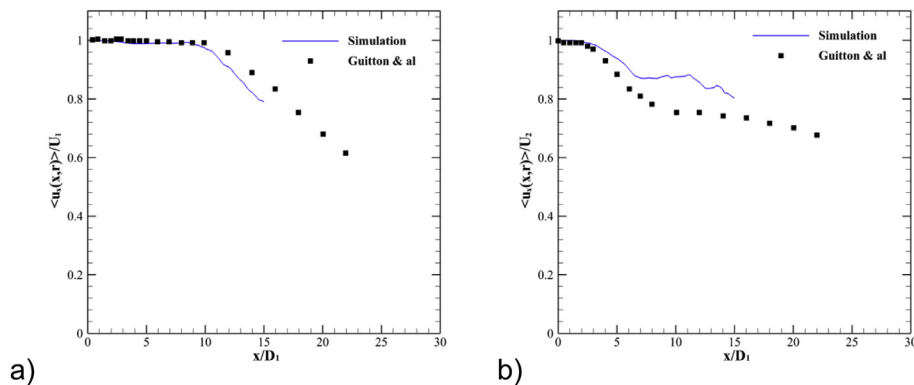 1
0.8
0.6
0.4
0.2
0
<uₓ(x,r)>/U₁
0 5 10 15 20 25 30
x/D₁
Simulation
Guitton & al
a)
1
0.8
0.6
0.4
0.2
0
<uₓ(x,r)>/U₂
0 5 10 15 20 25 30
x/D₁
Simulation
Guitton & al
b)